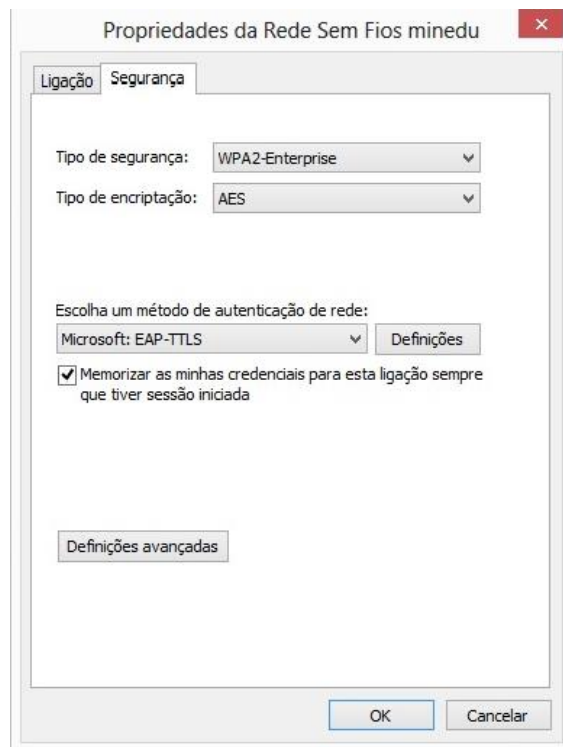 Propriedades da Rede Sem Fios minedu
Ligação
Segurança
Tipo de segurança: WPA2-Enterprise
Tipo de encriptação: AES
Escolha um método de autenticação de rede:
Microsoft: EAP-TTLS Definições
Memorizar as minhas credenciais para esta ligação sempre
que tiver sessão iniciada
Definições avançadas
OK Cancelar